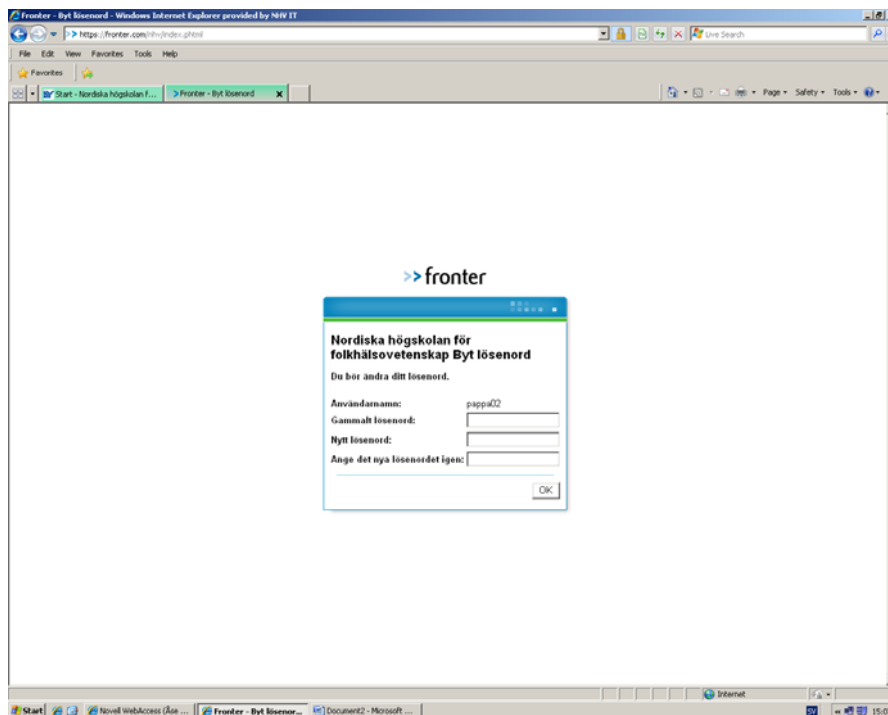 Fronter - Byt lösenord - Windows Internet Explorer provided by NHV IT
>> https://fronter.com/nhv/index.phtml
Live Search
File Edit View Favorites Tools Help
Favorites
Start - Nordiska högskolan f...
Fronter - Byt lösenord
Page Safety Tools
>> fronter
Nordiska högskolan för
folkhälsovetenskap Byt lösenord
Du bör ändra ditt lösenord.
Användarnamn: pappa02
Gammalt lösenord:
Nytt lösenord:
Ange det nya lösenordet igen:
OK
Internet
Start Novell WebAccess (Åse ... Fronter - Byt lösenor... Document2 - Microsoft ... SV « 15:0